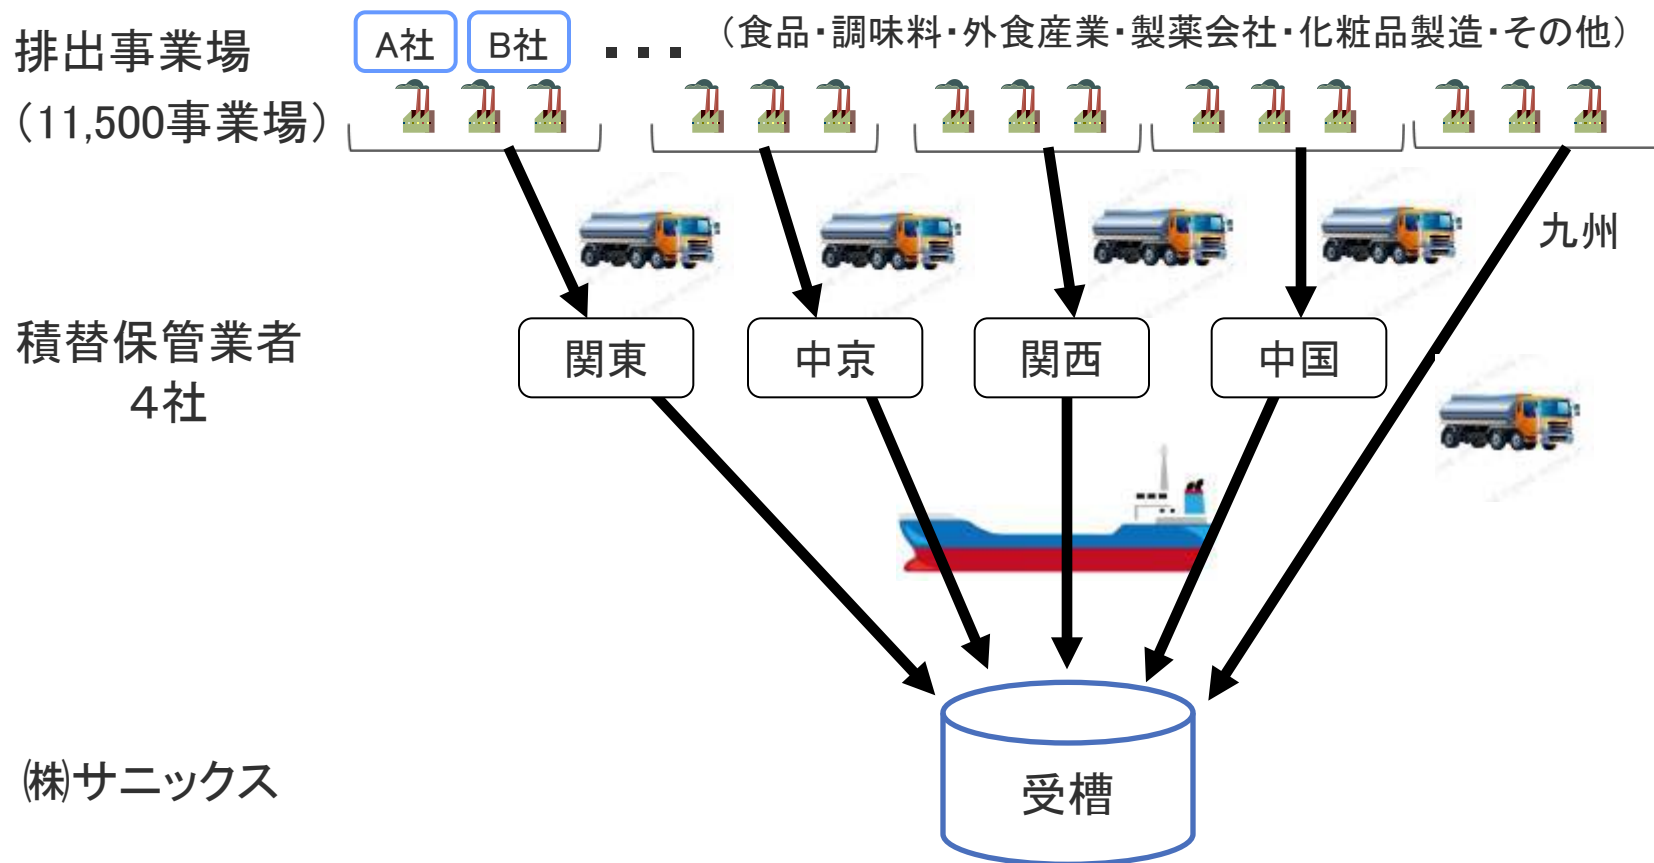 排出事業場
（11,500事業場）
A社
B社
･･･
（食品・調味料・外食産業・製薬会社・化粧品製造・その他）
九州
積替保管業者
４社
関東
中京
関西
中国
㈱サニックス
受槽